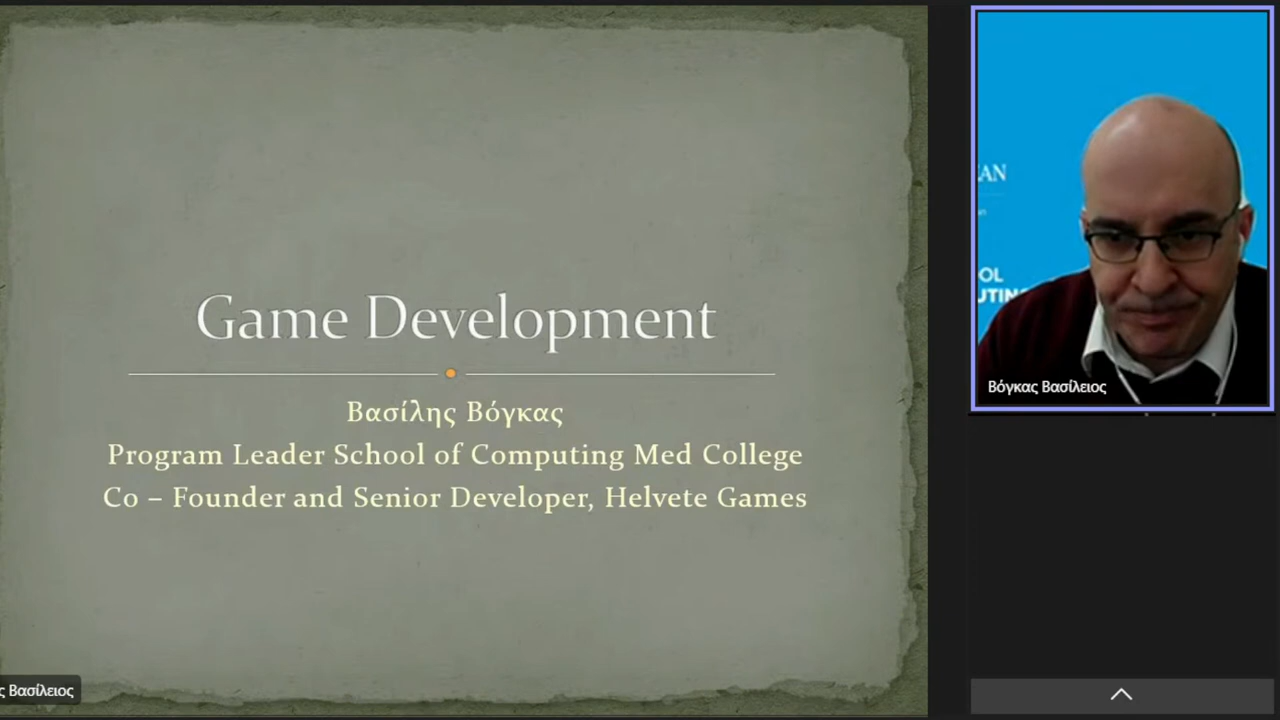 Game Development
Βασίλης Βόγκας
Program Leader School of Computing Med College
Co – Founder and Senior Developer, Helvete Games
ς Βασίλειος
Βόγκας Βασίλειος